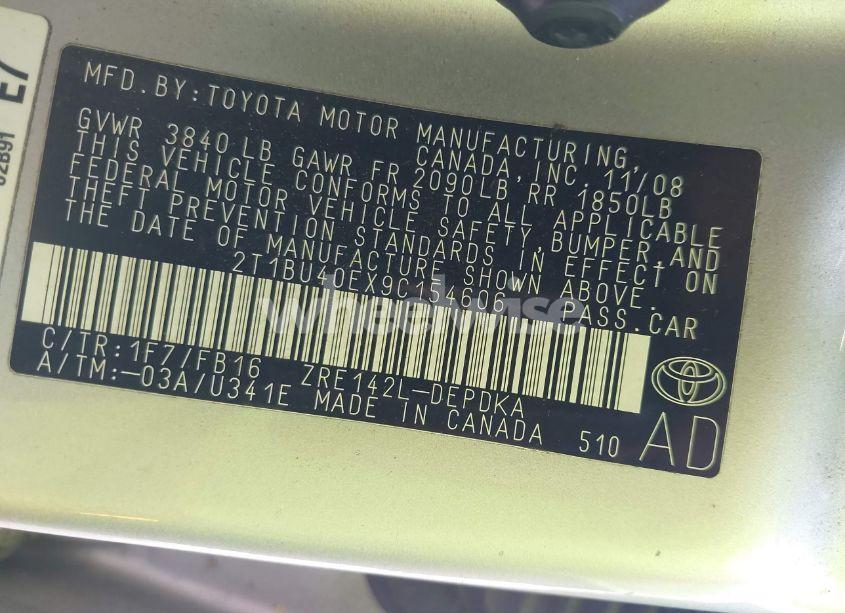 E7
02B91
MFD. BY: TOYOTA MOTOR MANUFACTURING,
CANADA, INC. 11/08
GVWR 3840 LB GAWR FR 2090LB RR 1850LB
THIS VEHICLE CONFORMS TO ALL APPLICABLE
FEDERAL MOTOR VEHICLE SAFETY, BUMPER, AND
THEFT PREVENTION STANDARDS IN EFFECT ON
THE DATE OF MANUFACTURE SHOWN ABOVE.
2T1BU40EX9C154606 PASS. CAR
wheelwise
C/TR: 1F7/FB16 ZRE142L-DEPDKA
A/TM: -03A/U341E MADE IN CANADA 510 AD